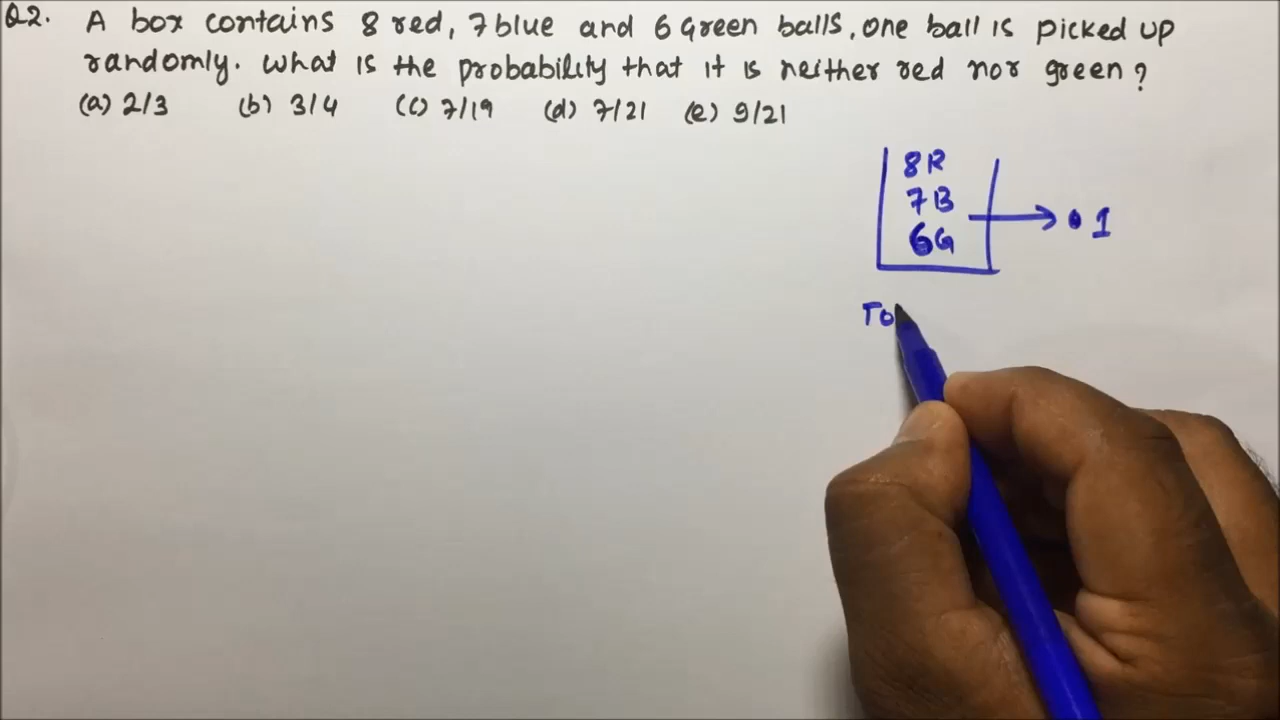 Q2. A box contains 8 red, 7 blue and 6 Green balls, one ball is picked up
randomly. What is the probability that it is neither red nor green?
(a) 2/3 (b) 3/4 (c) 7/19 (d) 7/21 (e) 9/21
8R
7B
6G
1
To